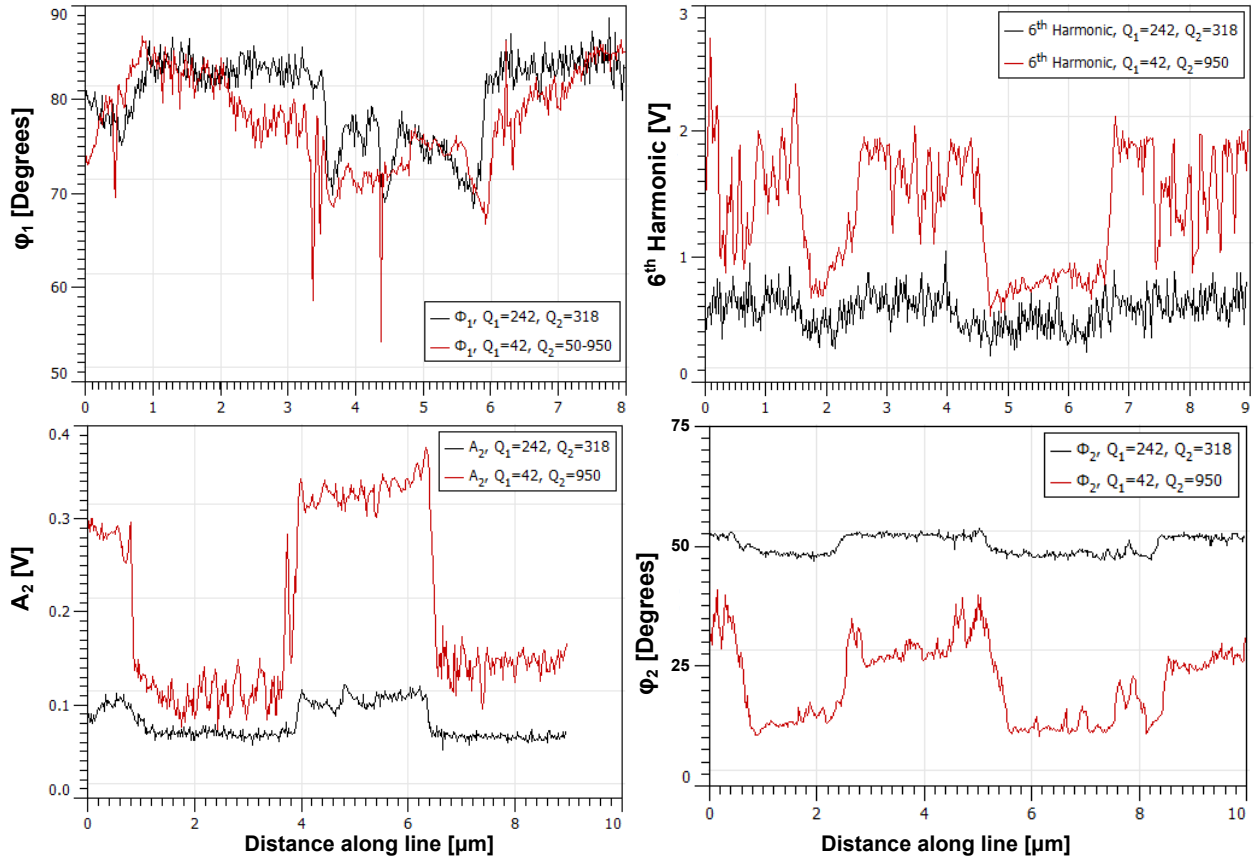 90
80
70
60
50
φ1 [Degrees]
Φ1, Q1=242, Q2=318
Φ1, Q1=42, Q2=50-950
0 1 2 3 4 5 6 7 8
3
2
1
0
6th Harmonic [V]
6th Harmonic, Q1=242, Q2=318
6th Harmonic, Q1=42, Q2=950
0 1 2 3 4 5 6 7 8 9
0.4
0.3
0.2
0.1
0.0
A2 [V]
A2, Q1=242, Q2=318
A2, Q1=42, Q2=950
0 2 4 6 8 10
Distance along line [µm]
75
50
25
0
φ2 [Degrees]
Φ2, Q1=242, Q2=318
Φ2, Q1=42, Q2=950
0 2 4 6 8 10
Distance along line [µm]